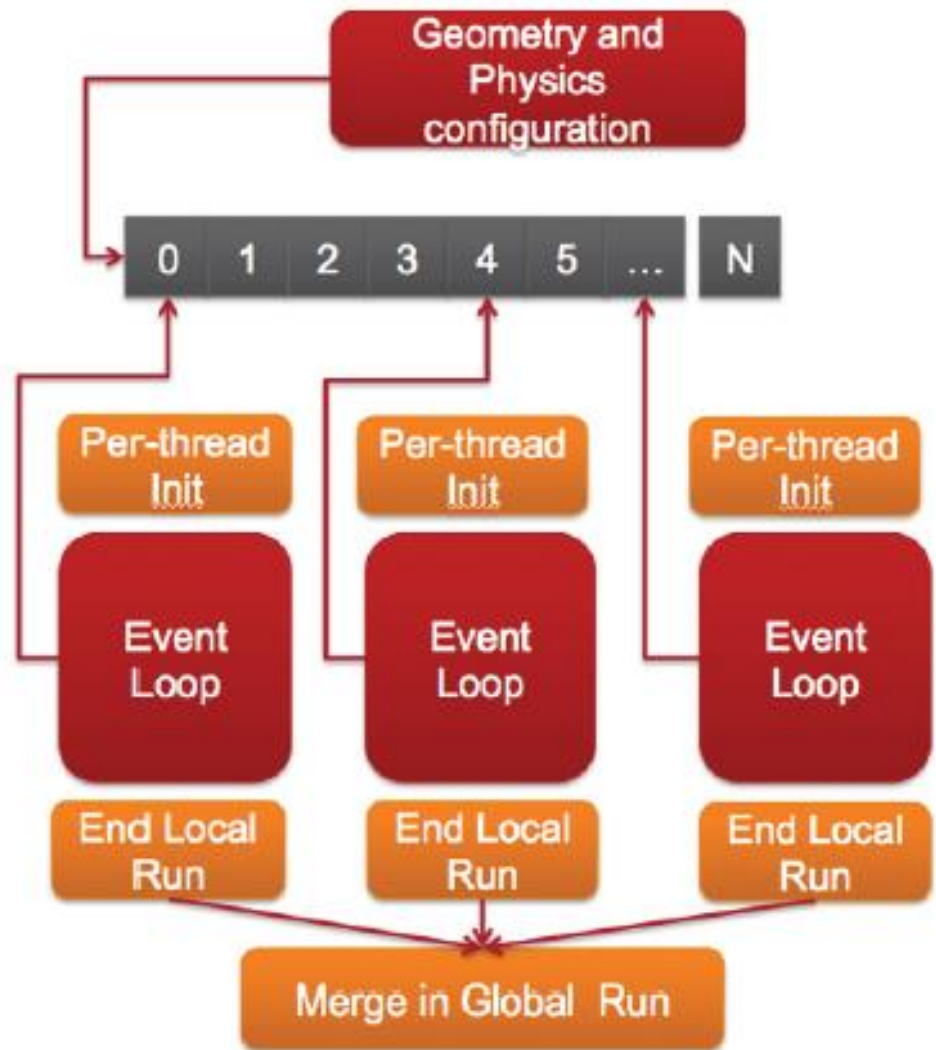 Geometry and
Physics
configuration
0 1 2 3 4 5 ... N
Per-thread
Init
Per-thread
Init
Per-thread
Init
Event
Loop
Event
Loop
Event
Loop
End Local
Run
End Local
Run
End Local
Run
Merge in Global Run